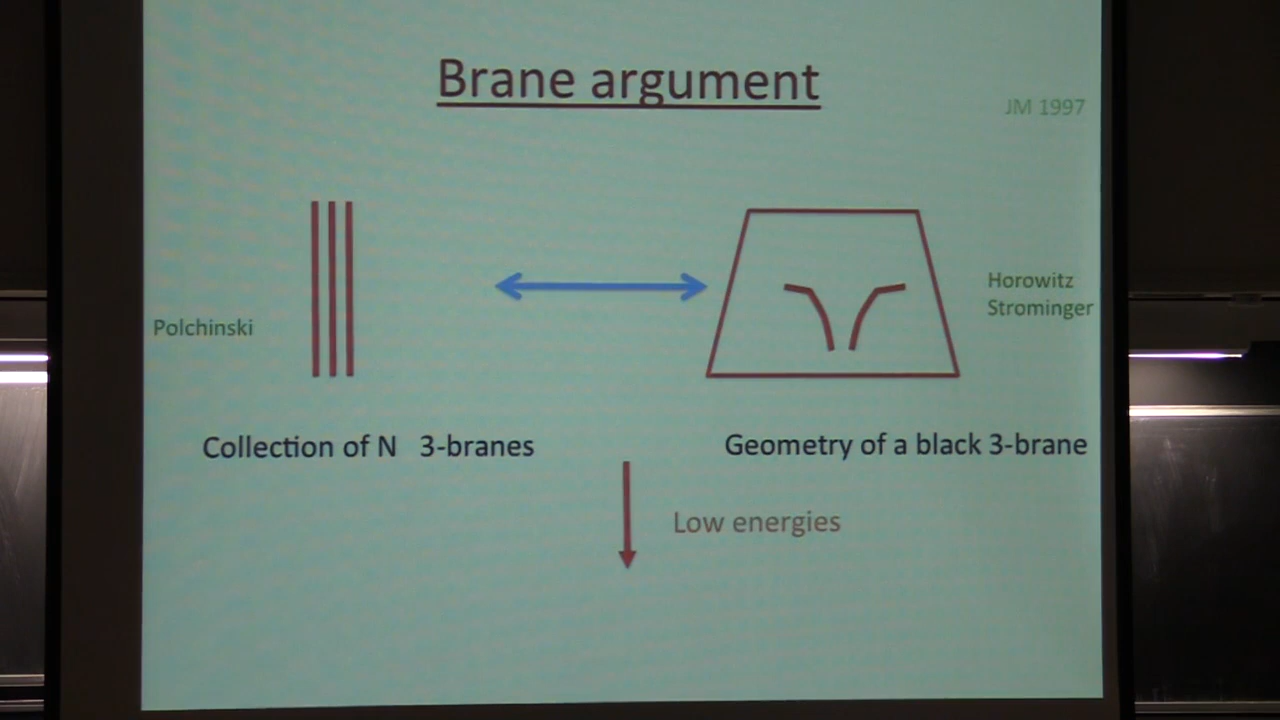 Brane argument
JM 1997
Polchinski
Horowitz
Strominger
Collection of N 3-branes
Geometry of a black 3-brane
Low energies